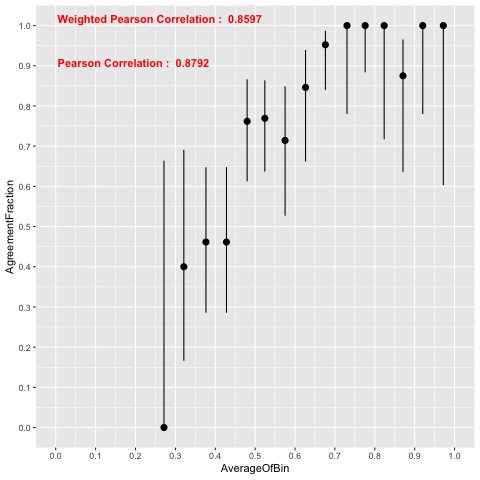 Weighted Pearson Correlation :  0.8597
Pearson Correlation :  0.8792
1.0
0.9
0.8
0.7
0.6
0.5
0.4
0.3
0.2
0.1
0.0
AgreementFraction
0.0 0.1 0.2 0.3 0.4 0.5 0.6 0.7 0.8 0.9 1.0
AverageOfBin